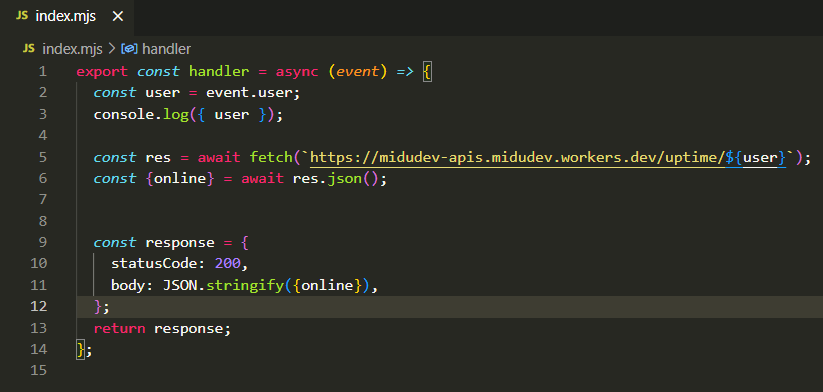 JS index.mjs ×
JS index.mjs > handler
1 export const handler = async (event) => {
2   const user = event.user;
3   console.log({ user });
4
5   const res = await fetch(`https://midudev-apis.midudev.workers.dev/uptime/${user}`);
6   const {online} = await res.json();
7
8
9   const response = {
10     statusCode: 200,
11     body: JSON.stringify({online}),
12   };
13   return response;
14 };
15